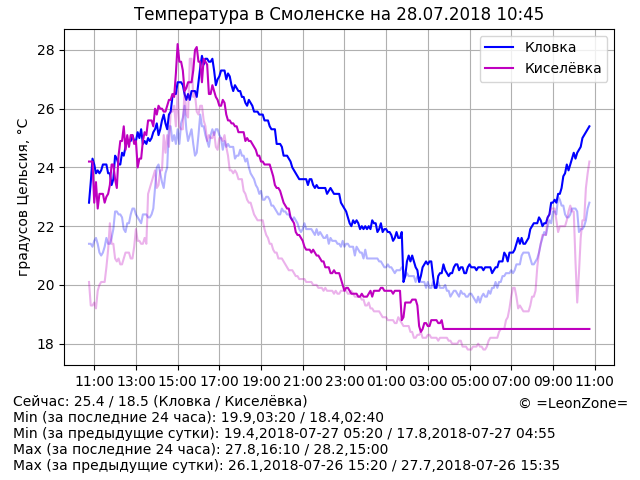 Температура в Смоленске на 28.07.2018 10:45
Кловка
Киселёвка
градусов Цельсия, °C
28
26
24
22
20
18
11:00 13:00 15:00 17:00 19:00 21:00 23:00 01:00 03:00 05:00 07:00 09:00 11:00
Сейчас: 25.4 / 18.5 (Кловка / Киселёвка)
© =LeonZone=
Min (за последние 24 часа): 19.9,03:20 / 18.4,02:40
Min (за предыдущие сутки): 19.4,2018-07-27 05:20 / 17.8,2018-07-27 04:55
Max (за последние 24 часа): 27.8,16:10 / 28.2,15:00
Max (за предыдущие сутки): 26.1,2018-07-26 15:20 / 27.7,2018-07-26 15:35